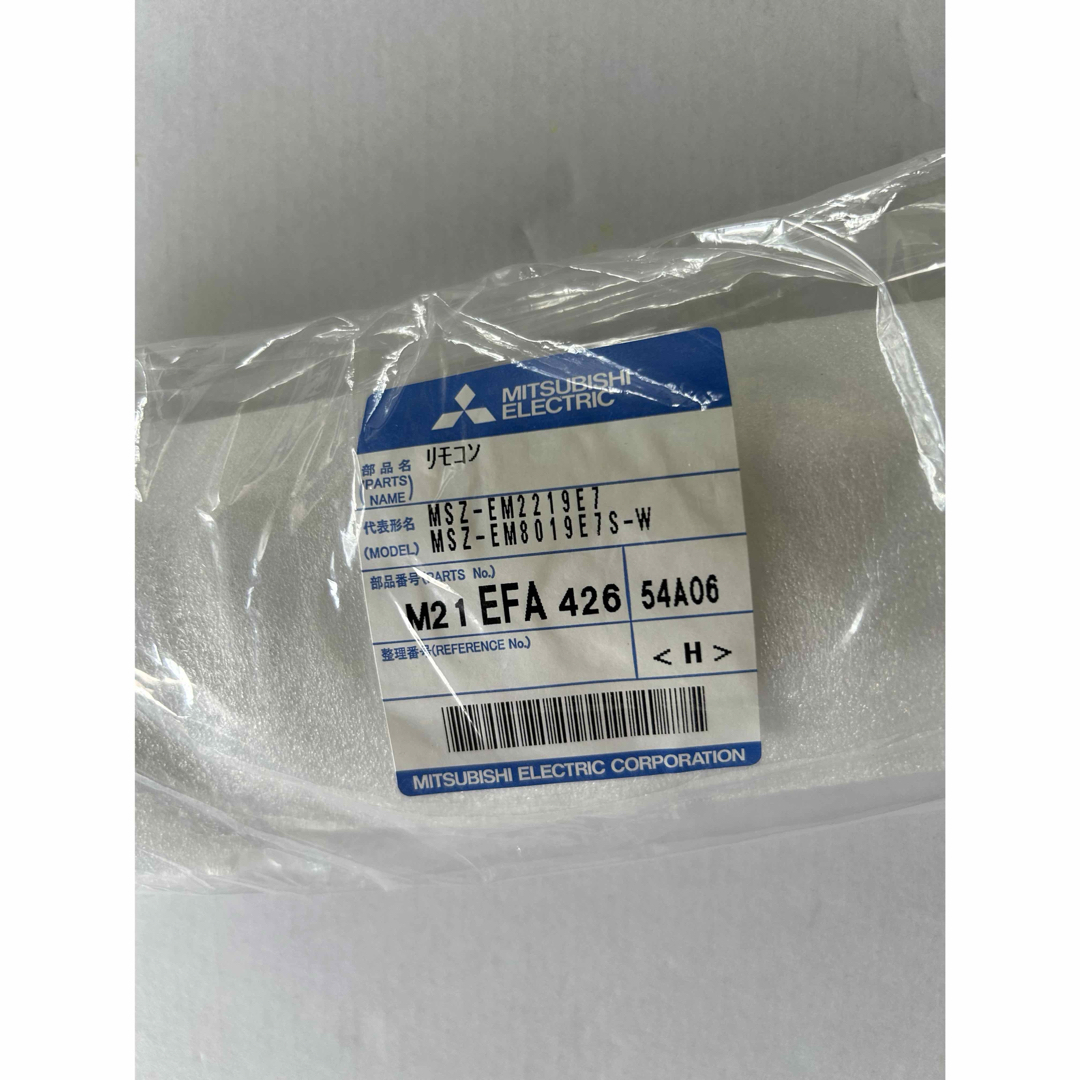 MITSUBISHI
ELECTRIC
部品名 リモコン
(PARTS NAME)
代表形名 MSZ-EM2219E7
(MODEL) MSZ-EM8019E7S-W
部品番号(PARTS No.)
M21 EFA 426 54A06
整理番号(REFERENCE No.)
< H >
MITSUBISHI ELECTRIC CORPORATION